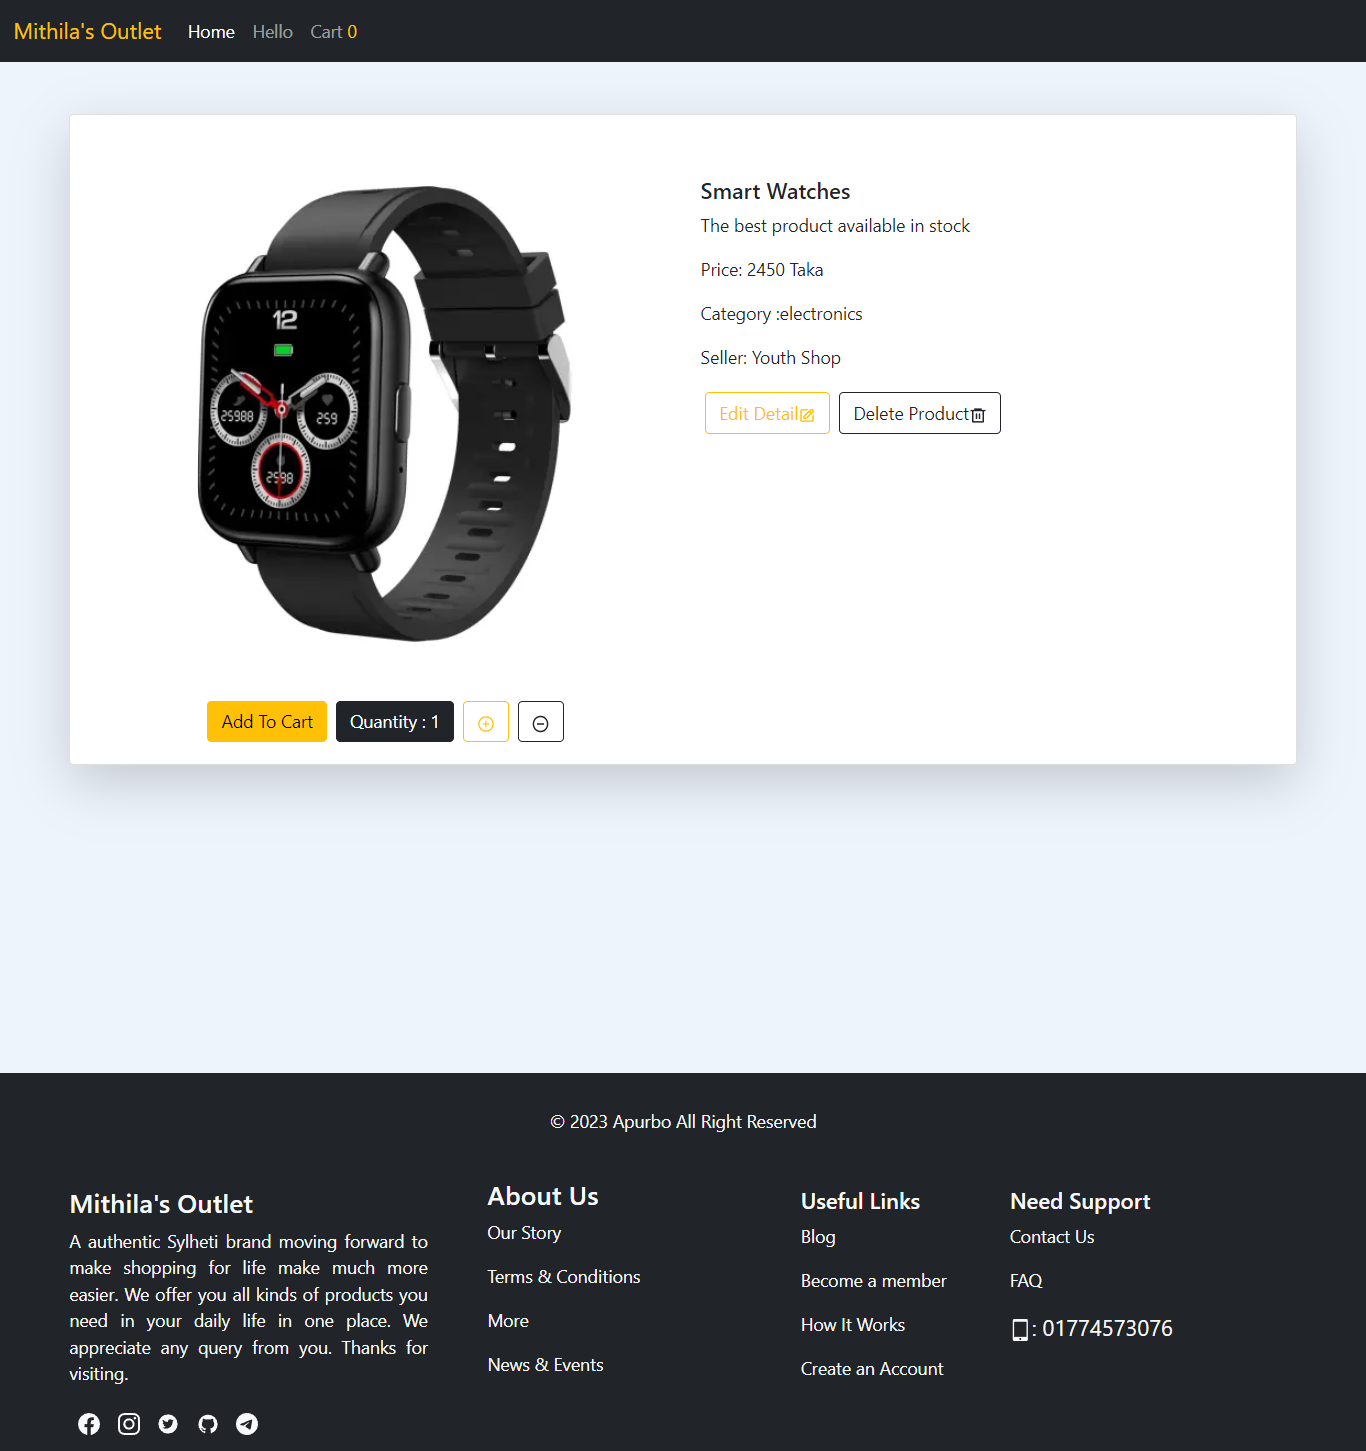 Mithila's Outlet Home Hello Cart 0
12
25988 259
2598
Smart Watches
The best product available in stock
Price: 2450 Taka
Category :electronics
Seller: Youth Shop
Edit Detail Delete Product
Add To Cart Quantity : 1
© 2023 Apurbo All Right Reserved
Mithila's Outlet
A authentic Sylheti brand moving forward to
make shopping for life make much more
easier. We offer you all kinds of products you
need in your daily life in one place. We
appreciate any query from you. Thanks for
visiting.
About Us
Our Story
Terms & Conditions
More
News & Events
Useful Links
Blog
Become a member
How It Works
Create an Account
Need Support
Contact Us
FAQ
: 01774573076